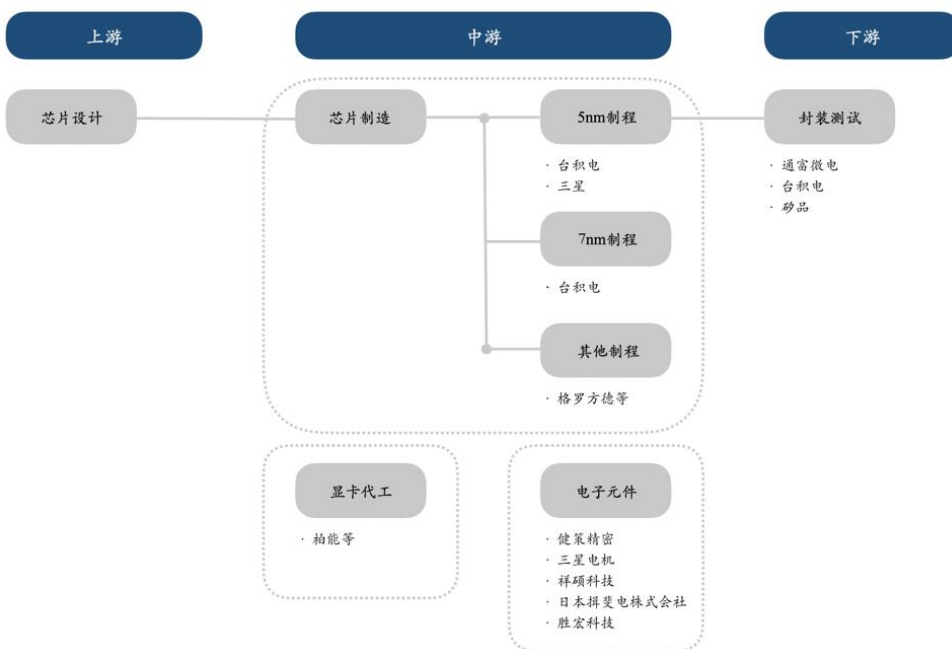 上游
中游
下游
芯片设计
芯片制造
5nm制程
封装测试
· 台积电
· 三星
· 通富微电
· 台积电
· 矽品
7nm制程
· 台积电
其他制程
· 格罗方德等
显卡代工
· 柏能等
电子元件
· 健策精密
· 三星电机
· 祥硕科技
· 日本揖斐电株式会社
· 胜宏科技